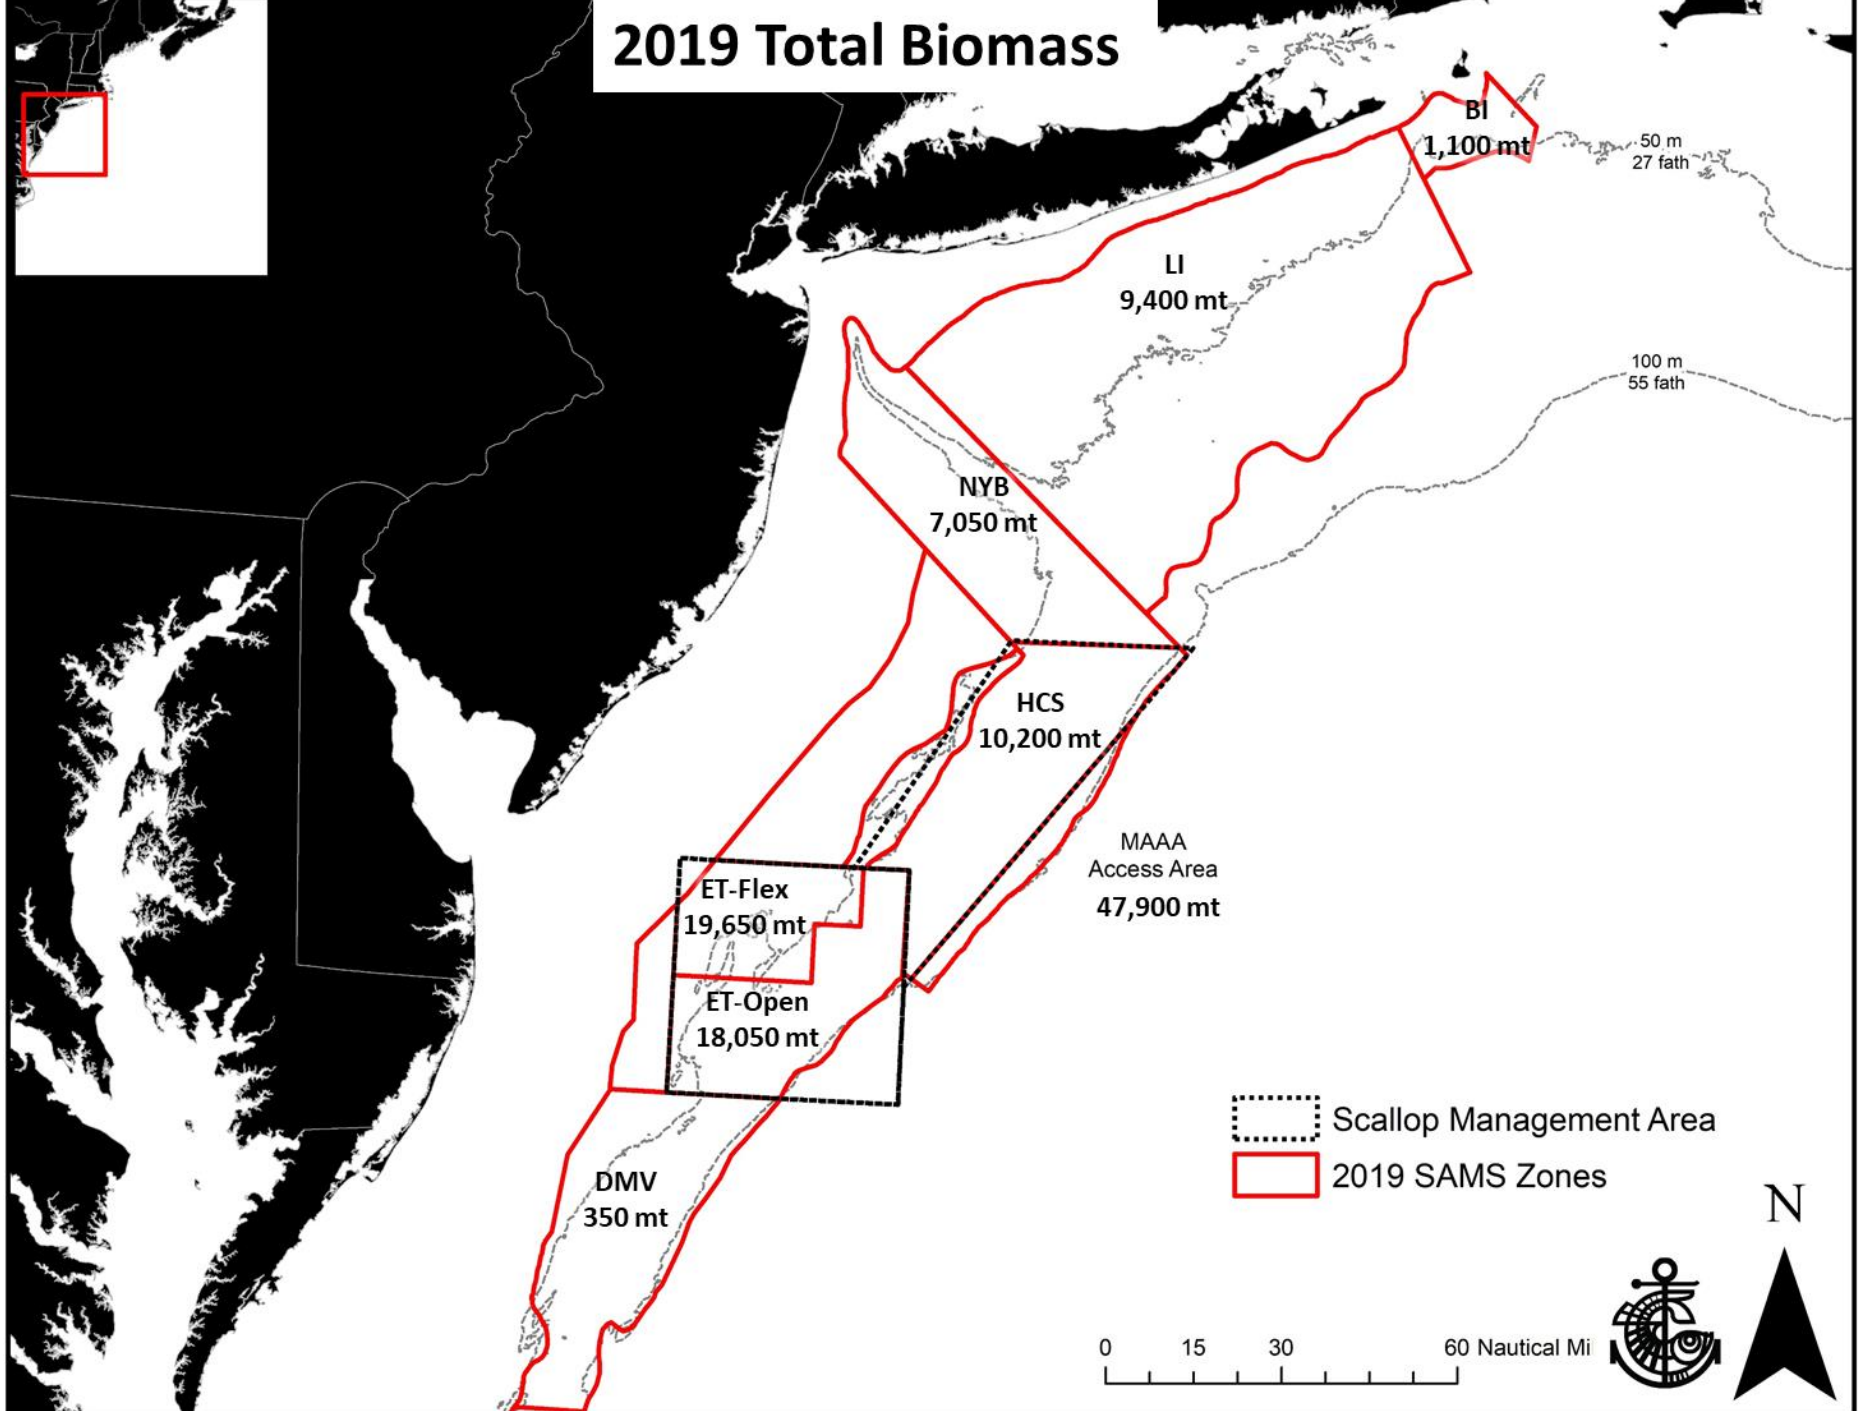 2019 Total Biomass
BI
1,100 mt
50 m
27 fath
LI
9,400 mt
100 m
55 fath
NYB
7,050 mt
HCS
10,200 mt
MAAA
Access Area
47,900 mt
ET-Flex
19,650 mt
ET-Open
18,050 mt
DMV
350 mt
Scallop Management Area
2019 SAMS Zones
N
0 15 30 60 Nautical Mi